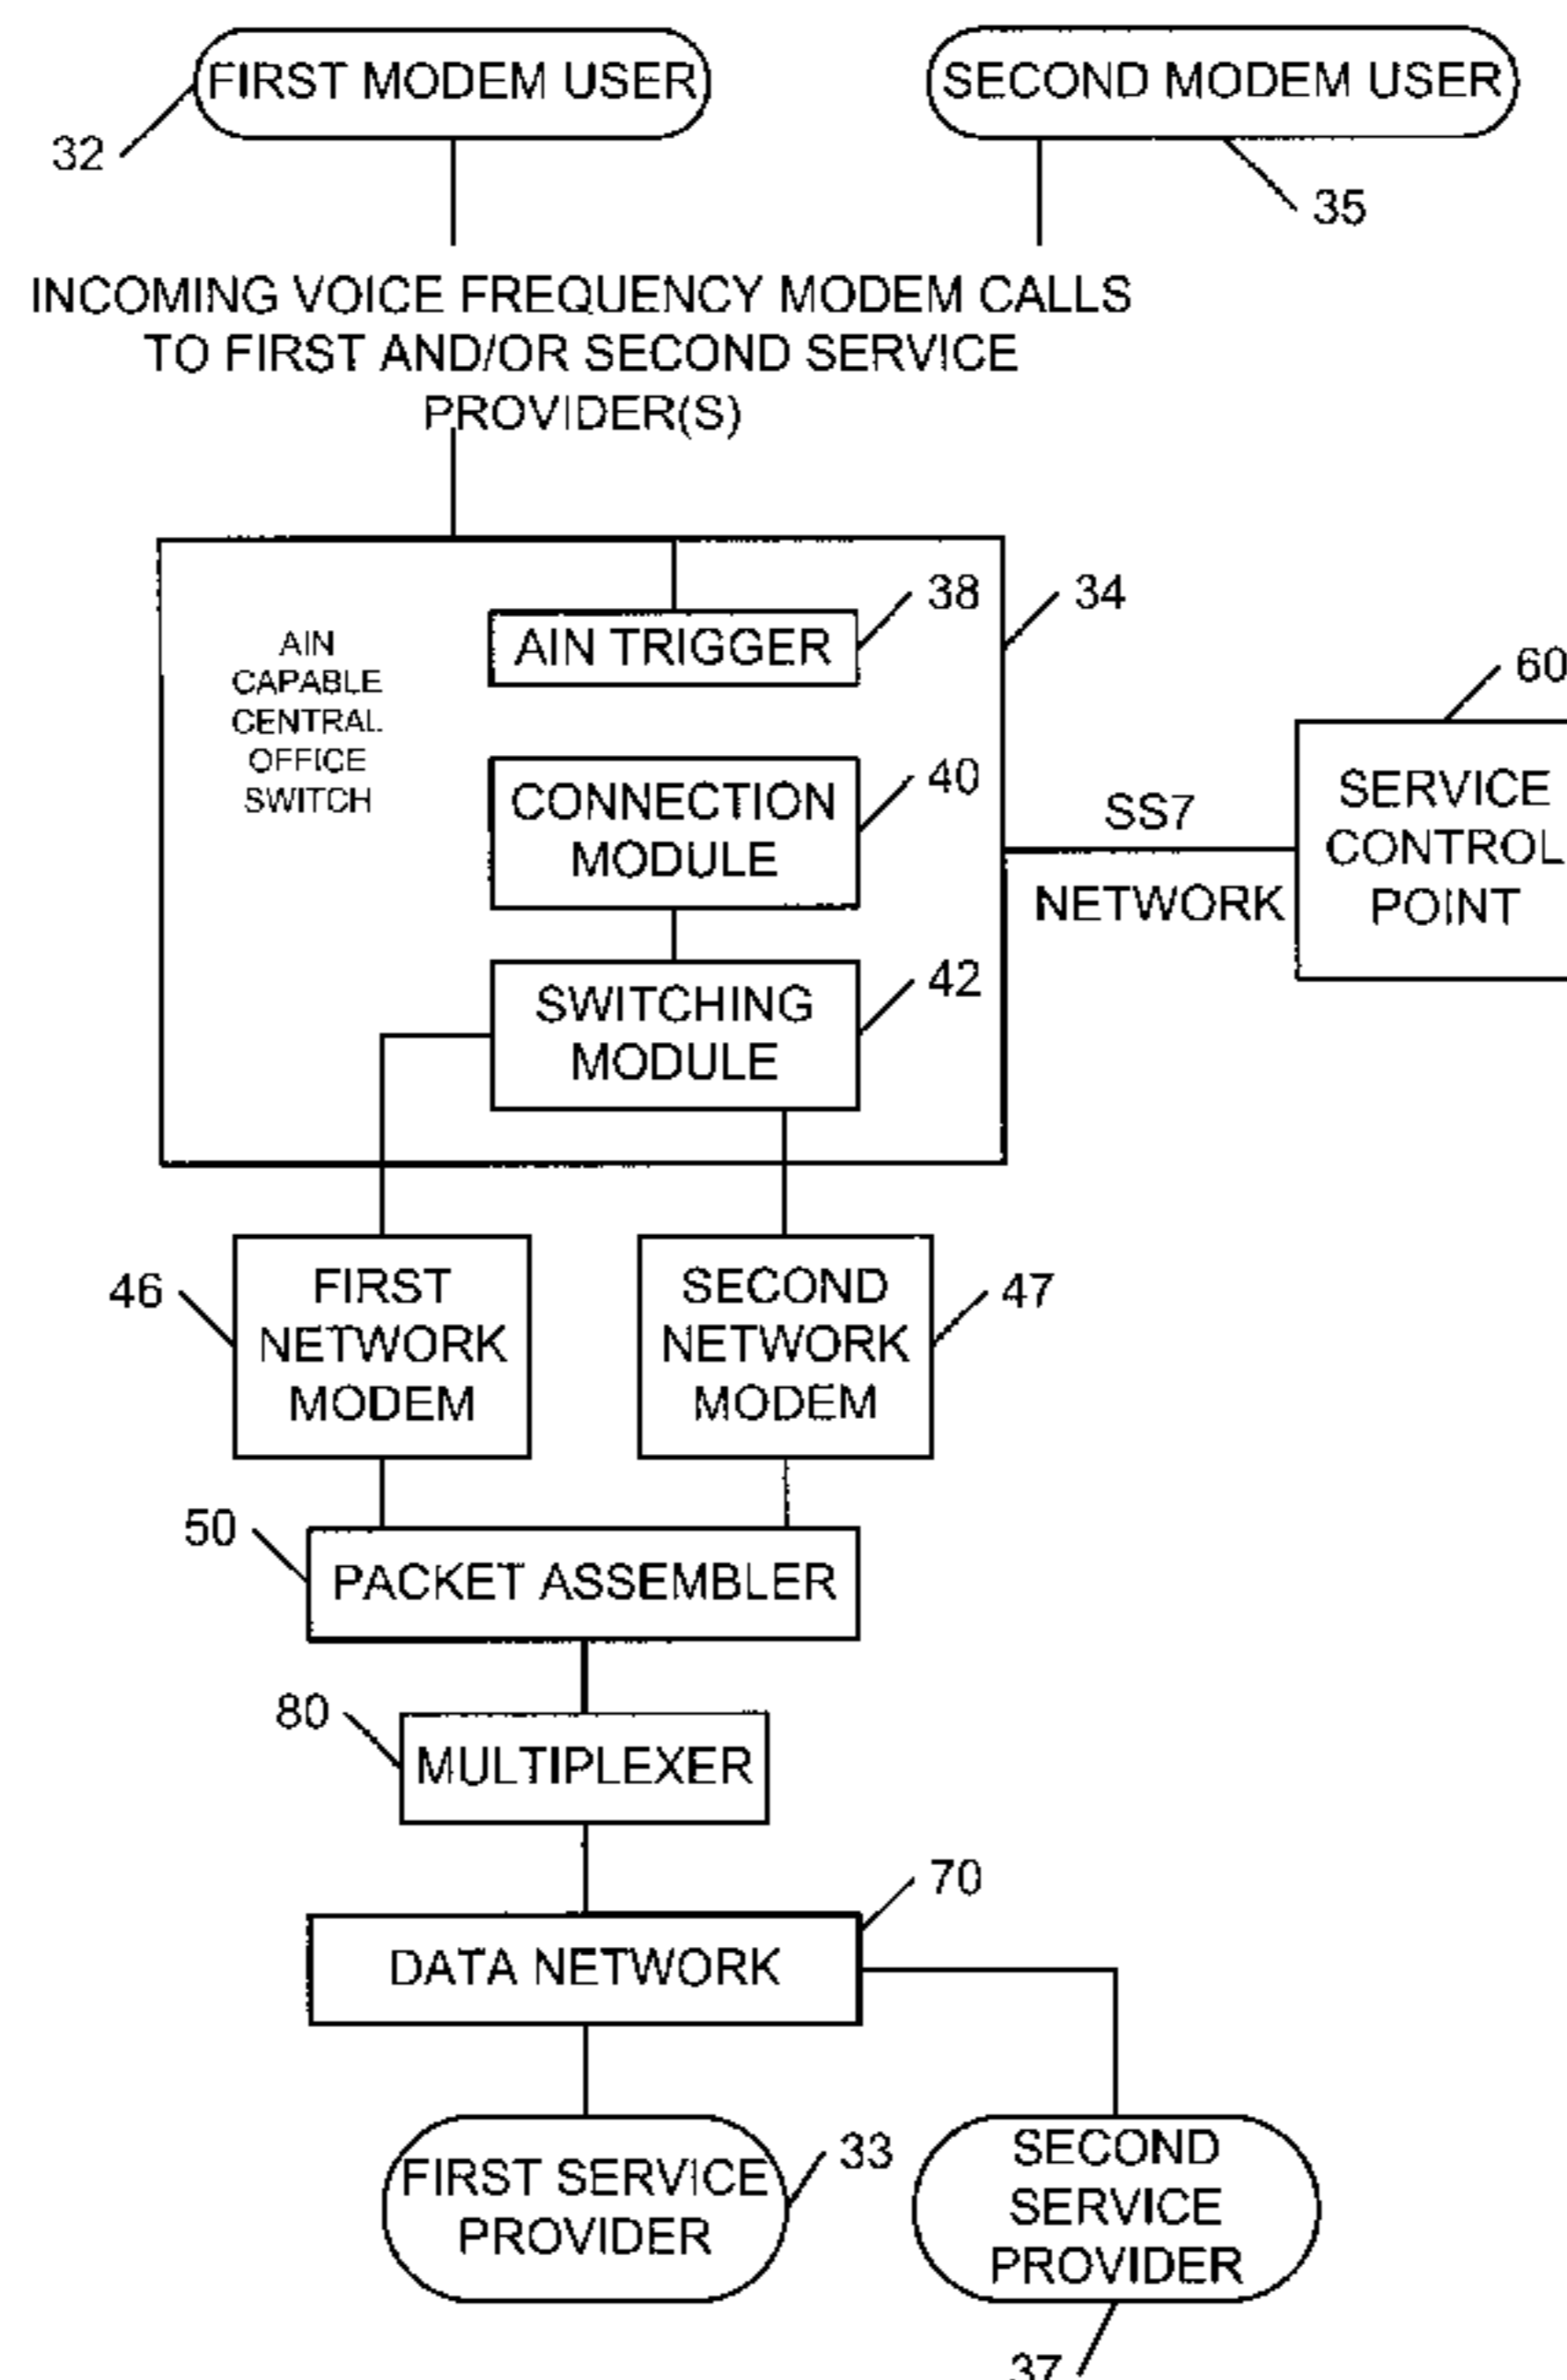 FIRST MODEM USER
SECOND MODEM USER
32
35
INCOMING VOICE FREQUENCY MODEM CALLS
TO FIRST AND/OR SECOND SERVICE
PROVIDER(S)
AIN
CAPABLE
CENTRAL
OFFICE
SWITCH
AIN TRIGGER
38
34
60
CONNECTION
MODULE
40
SS7
NETWORK
SERVICE
CONTROL
POINT
SWITCHING
MODULE
42
46
FIRST
NETWORK
MODEM
SECOND
NETWORK
MODEM
47
50
PACKET ASSEMBLER
80
MULTIPLEXER
70
DATA NETWORK
FIRST SERVICE
PROVIDER
33
SECOND
SERVICE
PROVIDER
37